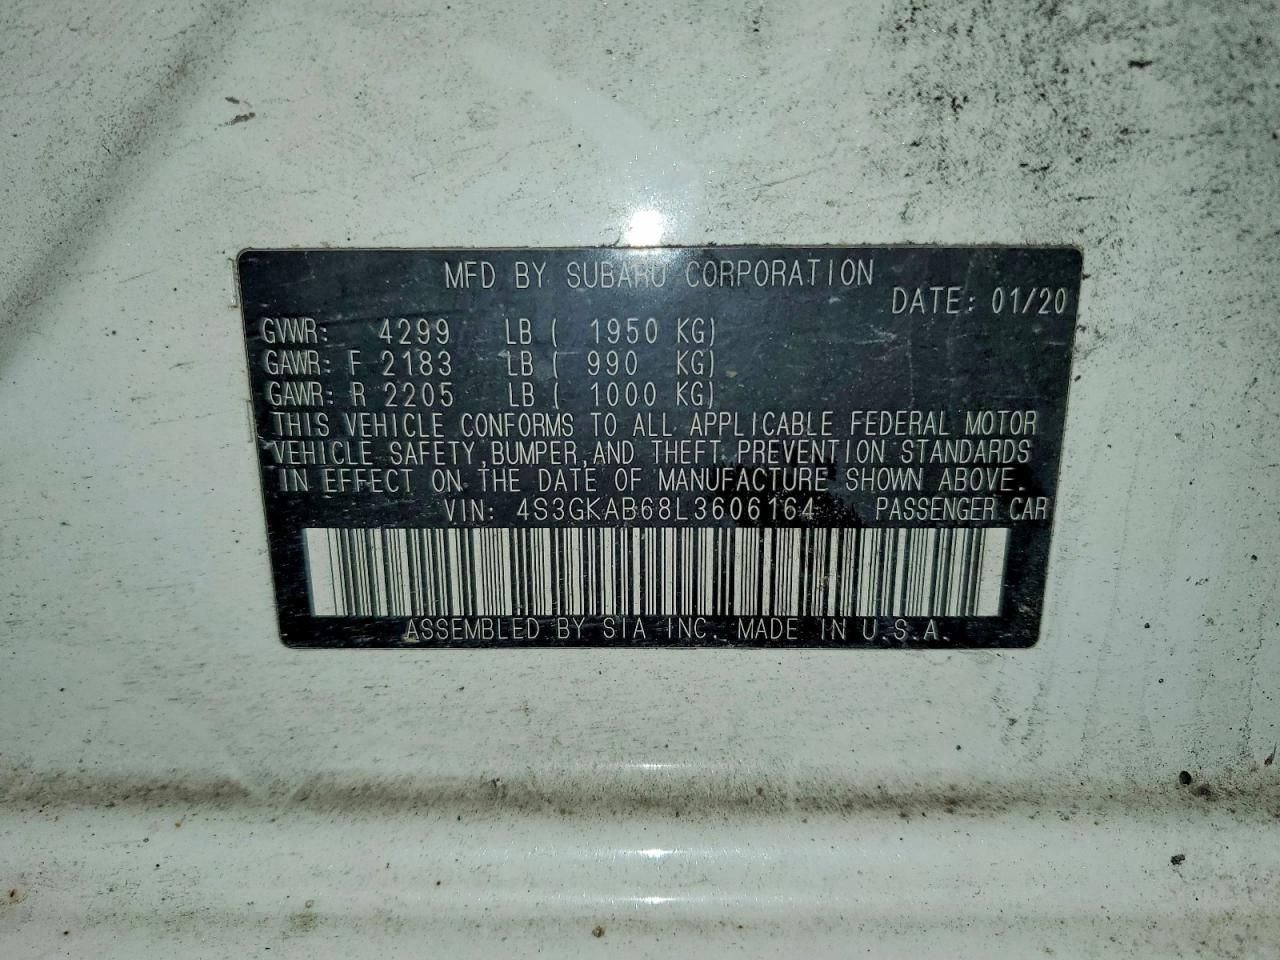 MFD BY SUBARU CORPORATION
DATE: 01/20
GVWR: 4299 LB ( 1950 KG)
GAWR: F 2183 LB ( 990 KG)
GAWR: R 2205 LB ( 1000 KG)
THIS VEHICLE CONFORMS TO ALL APPLICABLE FEDERAL MOTOR
VEHICLE SAFETY, BUMPER, AND THEFT PREVENTION STANDARDS
IN EFFECT ON THE DATE OF MANUFACTURE SHOWN ABOVE.
VIN: 4S3GKAB68L3606164 PASSENGER CAR
ASSEMBLED BY SIA INC. MADE IN U.S.A.